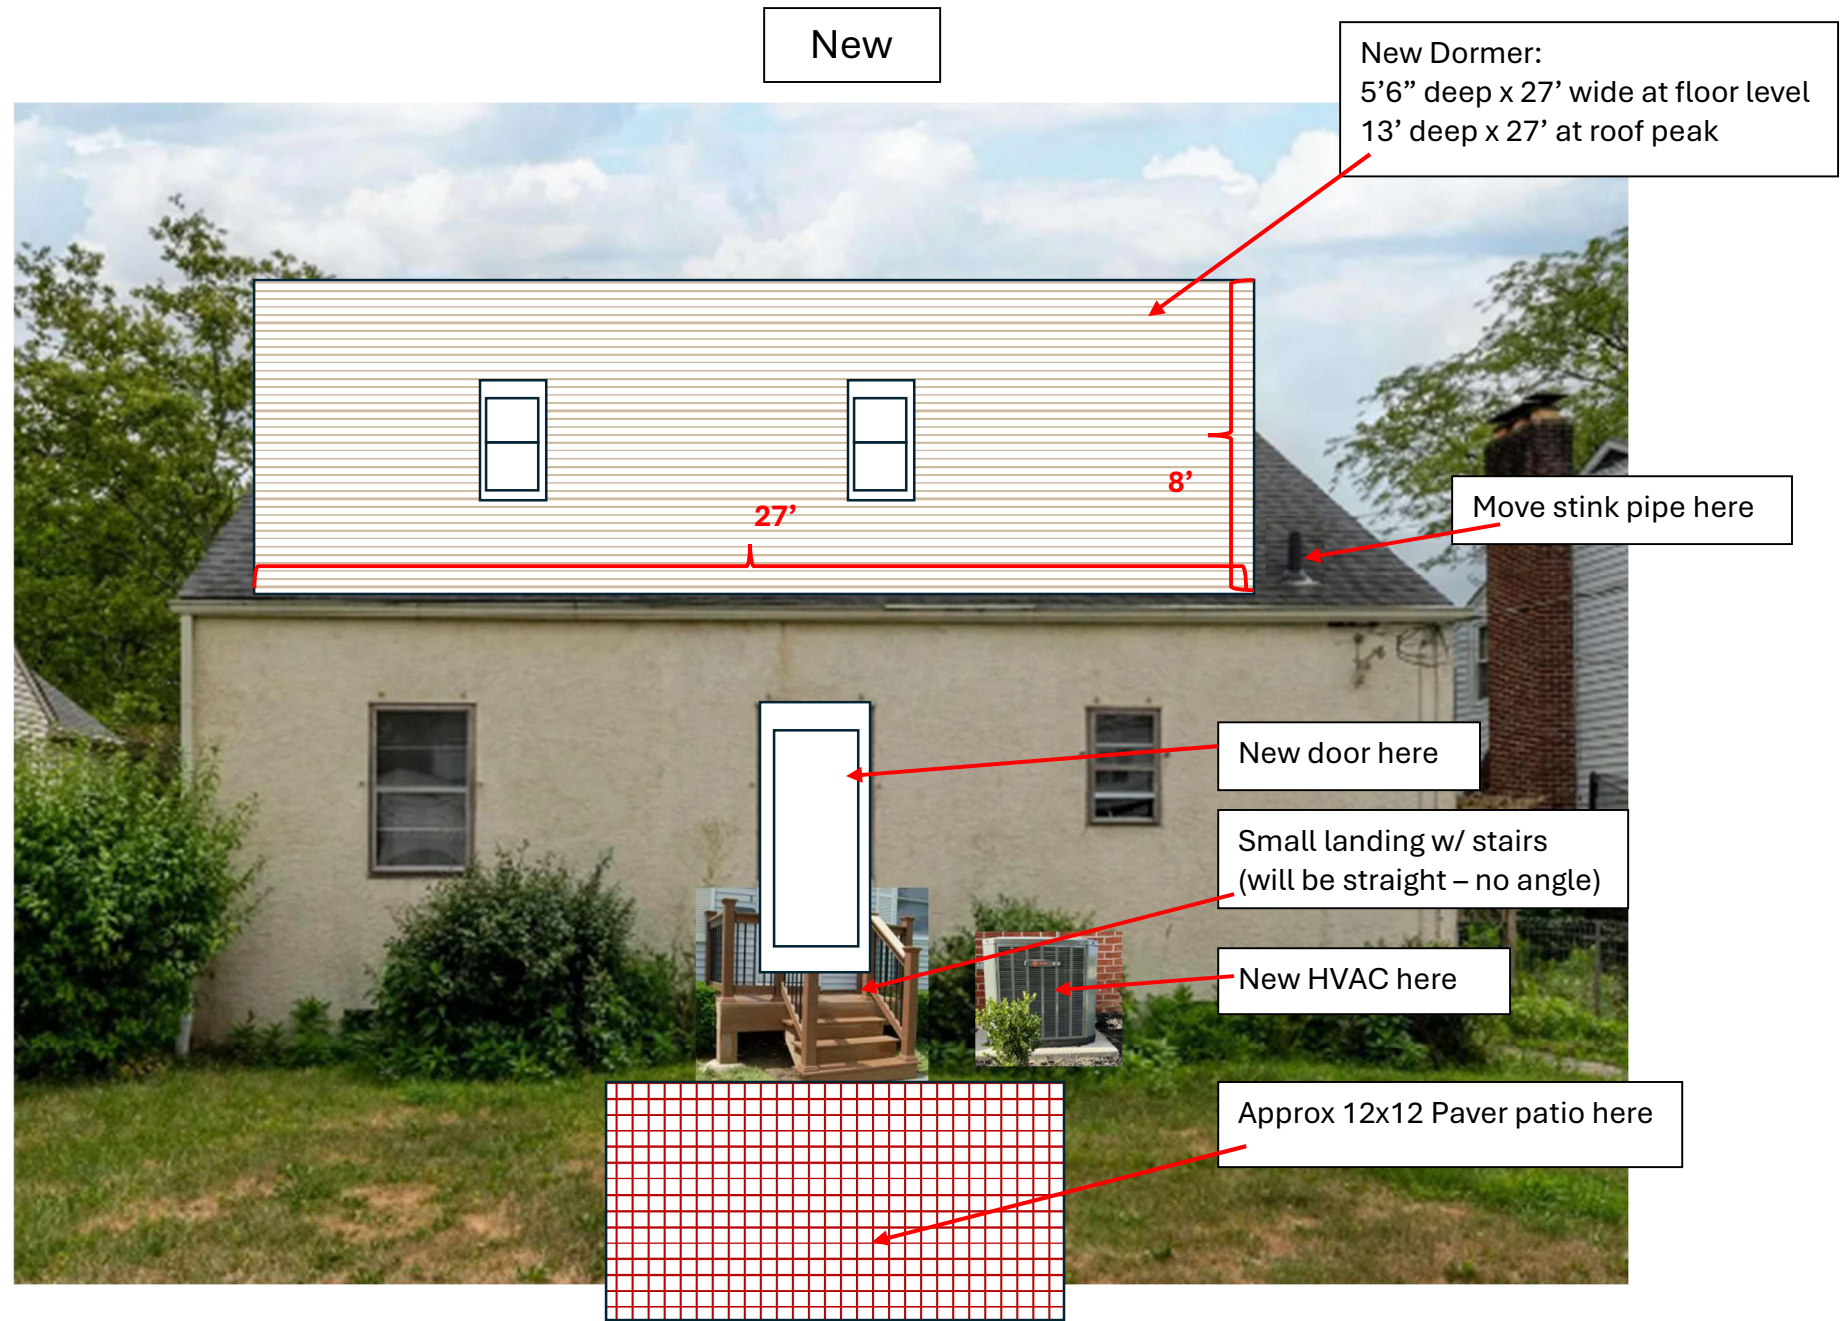 New
New Dormer:
5’6” deep x 27’ wide at floor level
13’ deep x 27’ at roof peak
8’
27’
Move stink pipe here
New door here
Small landing w/ stairs
(will be straight – no angle)
New HVAC here
Approx 12x12 Paver patio here